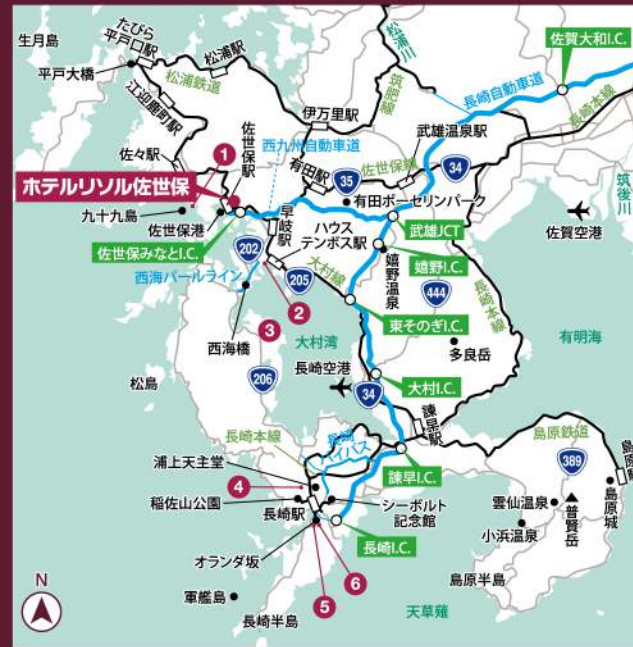 生月島
たびら
平戸口駅
松浦駅
松浦川
佐賀大和I.C.
平戸大橋
松浦鉄道
筑肥線
長崎自動車道
長崎本線
江迎鹿町駅
伊万里駅
武雄温泉駅
佐々駅
1
佐世保駅
西九州自動車道
有田駅
35
佐世保線
34
ホテルリソル佐世保
有田ポーセリンパーク
筑後川
九十九島
佐世保港
早岐駅
ハウス
テンボス駅
武雄JCT
佐賀空港
佐世保みなとI.C.
202
嬉野I.C.
嬉野温泉
西海パールライン
205
大村線
444
長崎本線
2
東そのぎI.C.
有明海
西海橋
3
大村湾
多良岳
松島
206
長崎空港
大村I.C.
34
諫早駅
長崎本線
長崎
バイパス
島原鉄道
島原駅
389
浦上天主堂
諫早I.C.
4
稲佐山公園
長崎駅
シーボルト
記念館
雲仙温泉
普賢岳
島原城
小浜温泉
長崎I.C.
オランダ坂
6
5
島原半島
N
軍艦島
長崎半島
天草灘